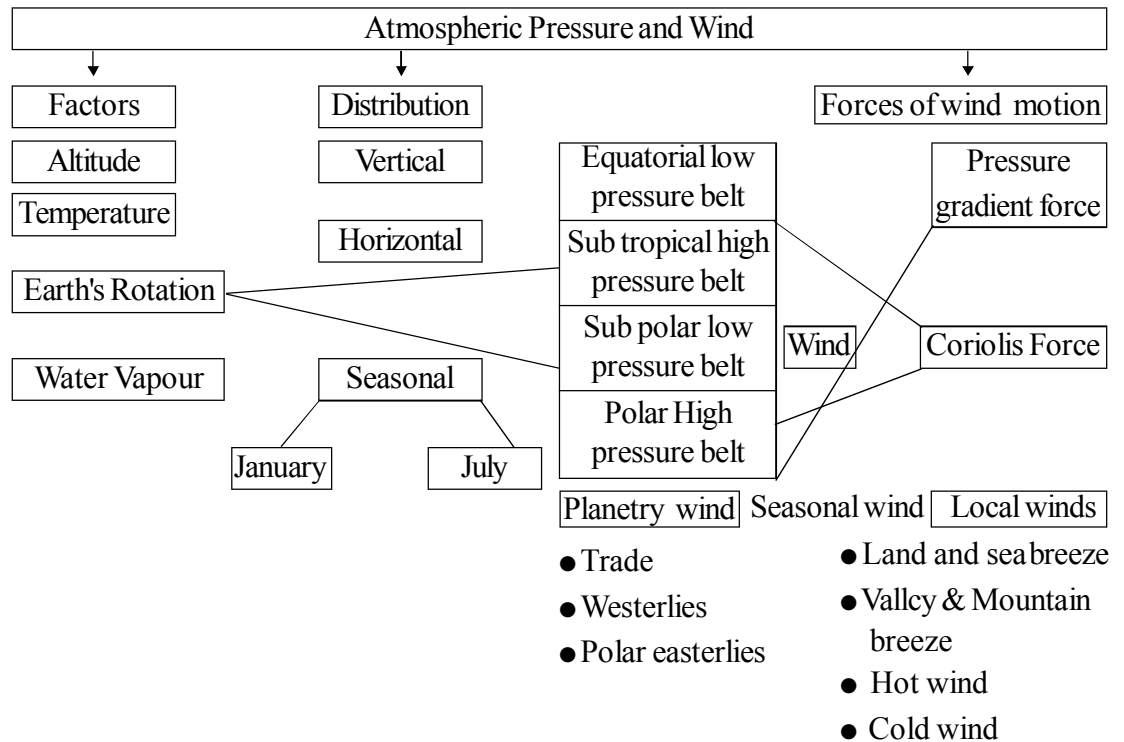 Atmospheric Pressure and Wind
Factors
Distribution
Forces of wind motion
Altitude
Vertical
Equatorial low
pressure belt
Pressure
gradient force
Temperature
Horizontal
Sub tropical high
pressure belt
Earth's Rotation
Sub polar low
pressure belt
Wind
Coriolis Force
Water Vapour
Seasonal
Polar High
pressure belt
January
July
Planetry wind
Seasonal wind
Local winds
● Trade
● Westerlies
● Polar easterlies
● Land and sea breeze
● Vallcy & Mountain
breeze
● Hot wind
● Cold wind